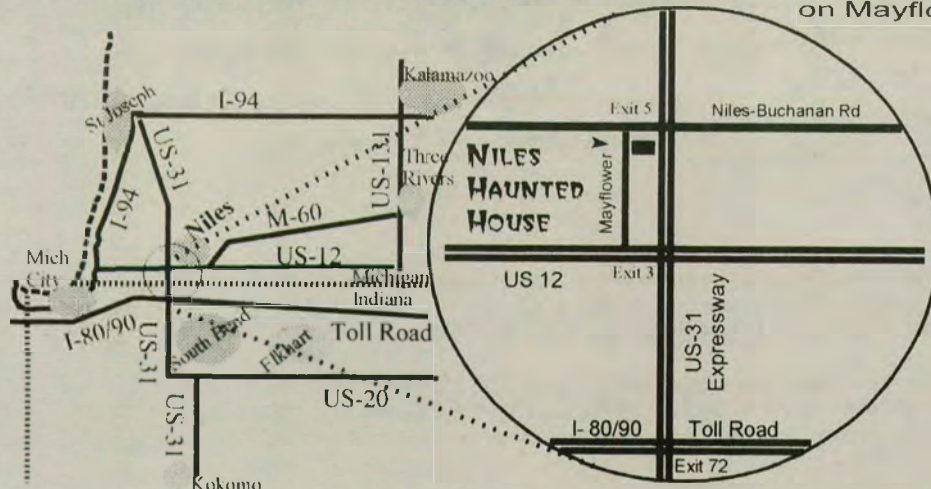 on Mayflo
Kalamazoo
St Joseph
I-94
US-31
US-131
Three
Rivers
I-94
Niles
M-60
US-12
Mich
City
Michigan
Indiana
I-80/90
Toll Road
South Bend
Elkhart
US-31
US-20
US-31
Kokomo
Exit 5
Niles-Buchanan Rd
NILES
HAUNTED
HOUSE
Mayflower
US 12
Exit 3
US-31
Expressway
I- 80/90
Toll Road
Exit 72